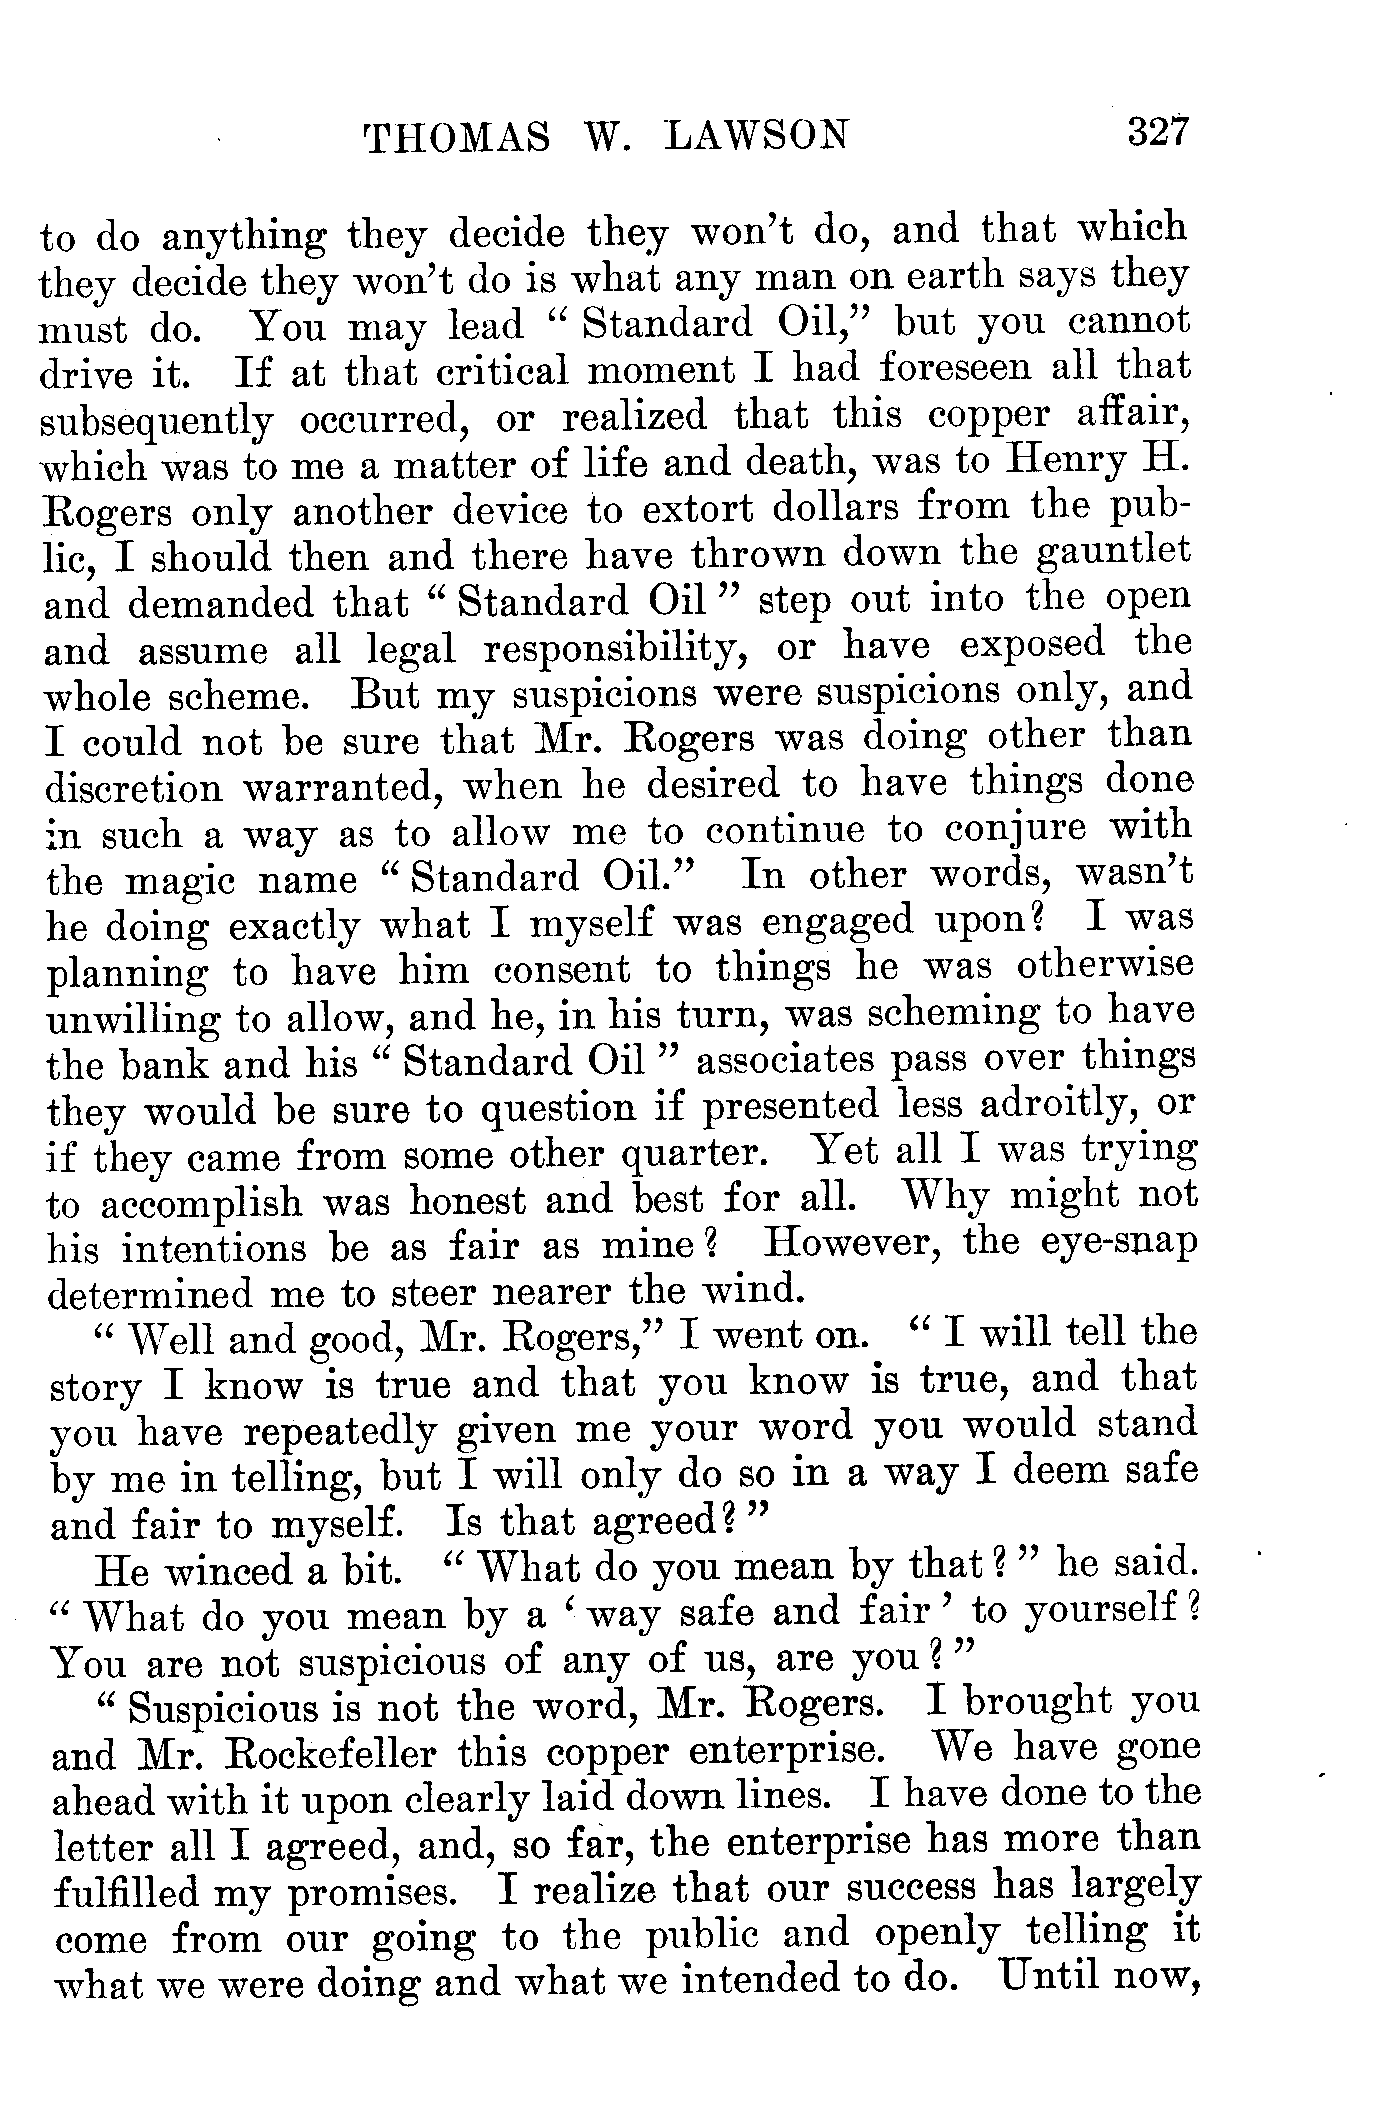 THOMAS W. LAWSON 327
to do anything they decide they won't do, and that which
they decide they won't do is what any man on earth says they
must do. You may lead " Standard Oil," but you cannot
drive it. If at that critical moment I had foreseen all that
subsequently occurred, or realized that this copper affair,
which was to me a matter of life and death, was to Henry H.
Rogers only another device to extort dollars from the pub-
lic, I should then and there have thrown down the gauntlet
and demanded that " Standard Oil " step out into the open
and assume all legal responsibility, or have exposed the
whole scheme. But my suspicions were suspicions only, and
I could not be sure that Mr. Rogers was doing other than
discretion warranted, when he desired to have things done
in such a way as to allow me to continue to conjure with
the magic name " Standard Oil." In other words, wasn't
he doing exactly what I myself was engaged upon? I was
planning to have him consent to things he was otherwise
unwilling to allow, and he, in his turn, was scheming to have
the bank and his " Standard Oil " associates pass over things
they would be sure to question if presented less adroitly, or
if they came from some other quarter. Yet all I was trying
to accomplish was honest and best for all. Why might not
his intentions be as fair as mine? However, the eye-snap
determined me to steer nearer the wind.
" Well and good, Mr. Rogers," I went on. " I will tell the
story I know is true and that you know is true, and that
you have repeatedly given me your word you would stand
by me in telling, but I will only do so in a way I deem safe
and fair to myself. Is that agreed? "
He winced a bit. " What do you mean by that? " he said.
" What do you mean by a ' way safe and fair ' to yourself?
You are not suspicious of any of us, are you? "
" Suspicious is not the word, Mr. Rogers. I brought you
and Mr. Rockefeller this copper enterprise. We have gone
ahead with it upon clearly laid down lines. I have done to the
letter all I agreed, and, so far, the enterprise has more than
fulfilled my promises. I realize that our success has largely
come from our going to the public and openly telling it
what we were doing and what we intended to do. Until now,